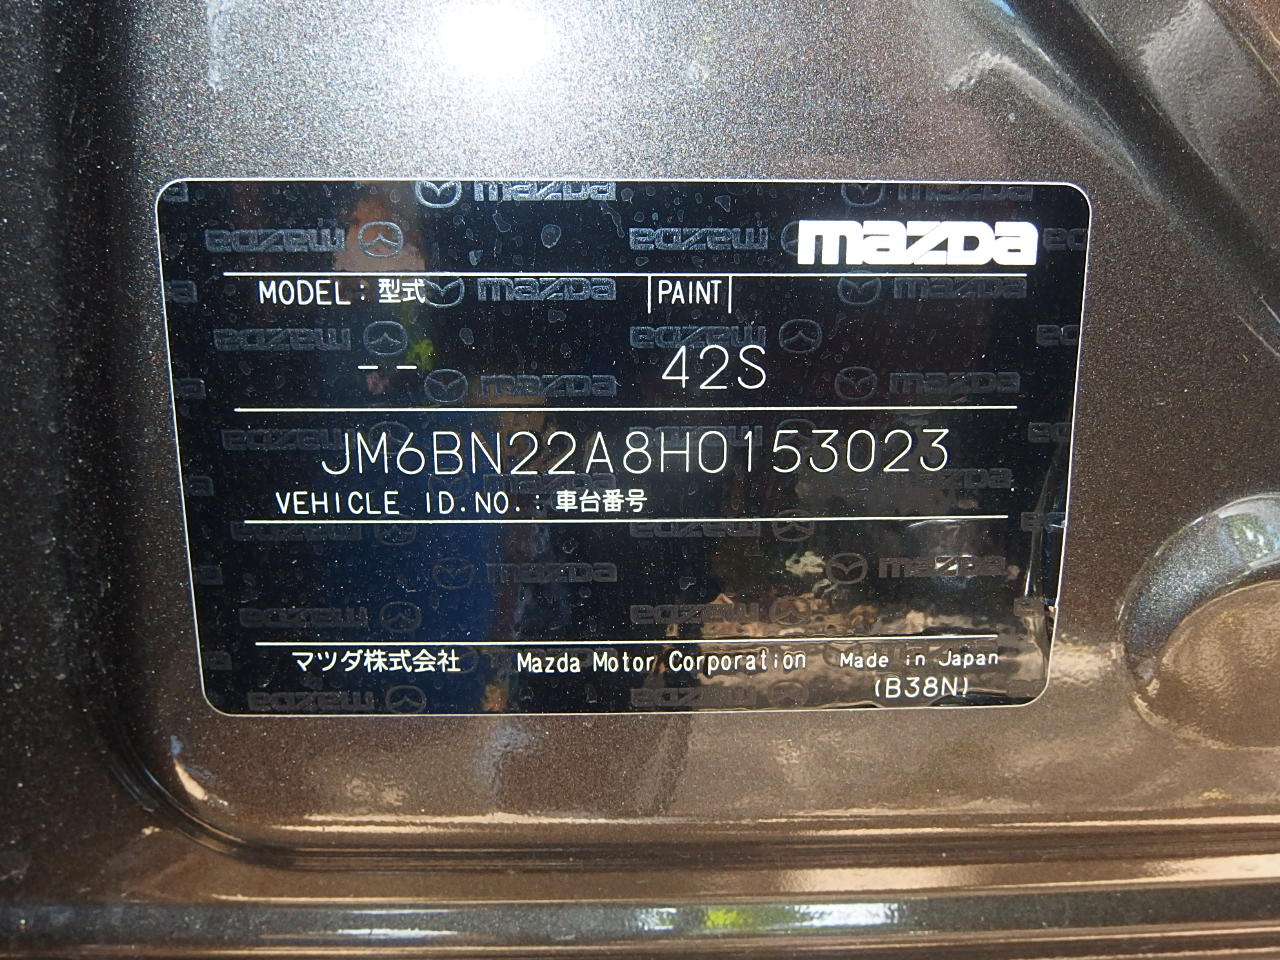 mazda
MODEL：型式 PAINT
-- 42S
JM6BN22A8H0153023
VEHICLE ID.NO.：車台番号
マツダ株式会社 Mazda Motor Corporation Made in Japan
(B38N)